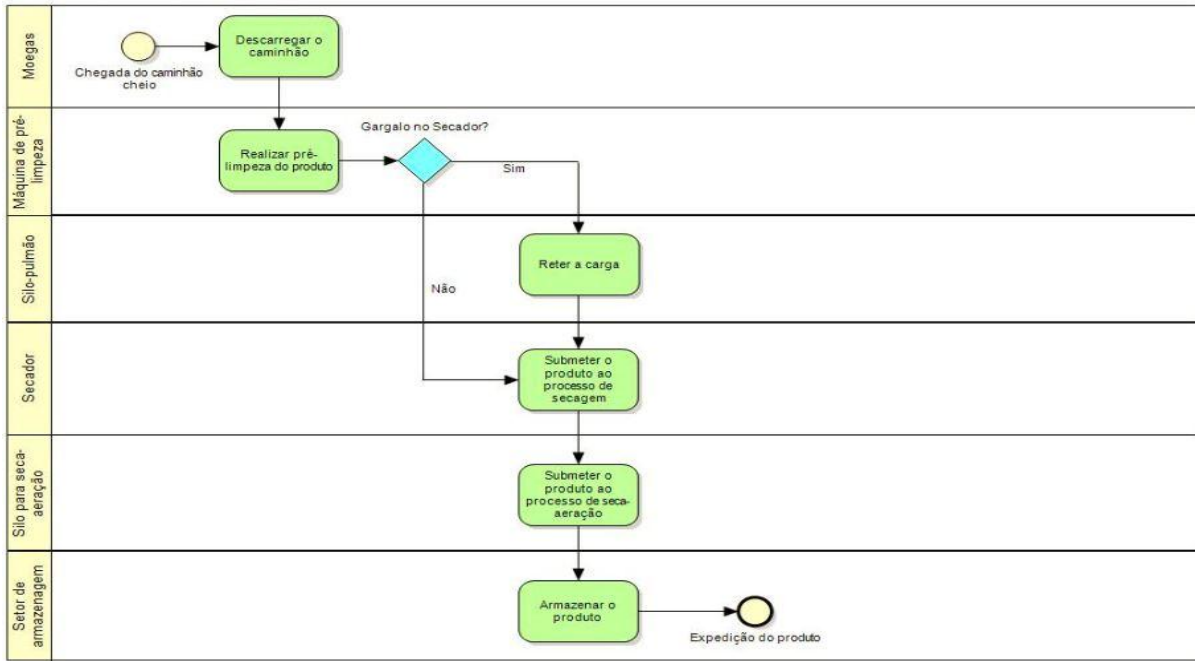 Moegas
Chegada do caminhão
cheio
Descarregar o
caminhão
Máquina de pré-
limpeza
Realizar pré-
limpeza do produto
Gargalo no Secador?
Sim
Não
Silo-pulmão
Reter a carga
Secador
Submeter o
produto ao
processo de
secagem
Silo para seca-
aeração
Submeter o
produto ao
processo de seca-
aeração
Setor de
armazenagem
Armazenar o
produto
Expedição do produto